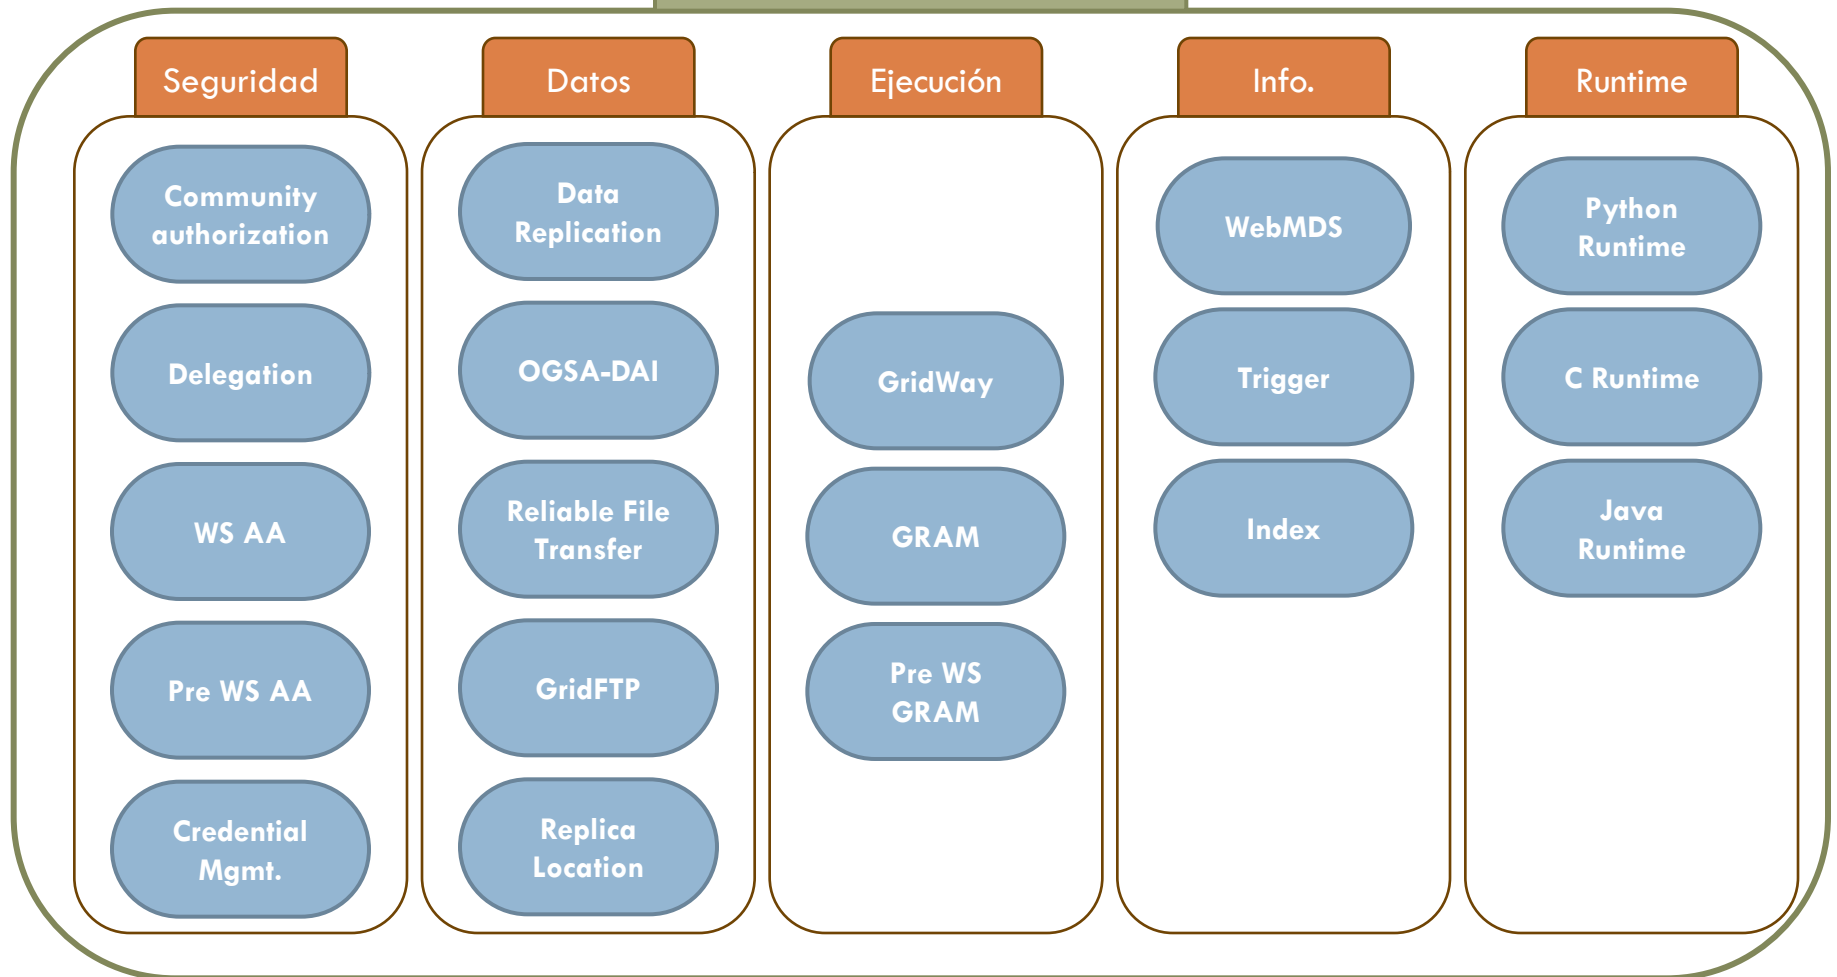 Seguridad
Community
authorization
Delegation
WS AA
Pre WS AA
Credential
Mgmt.
Datos
Data
Replication
OGSA-DAI
Reliable File
Transfer
GridFTP
Replica
Location
Ejecución
GridWay
GRAM
Pre WS
GRAM
Info.
WebMDS
Trigger
Index
Runtime
Python
Runtime
C Runtime
Java
Runtime